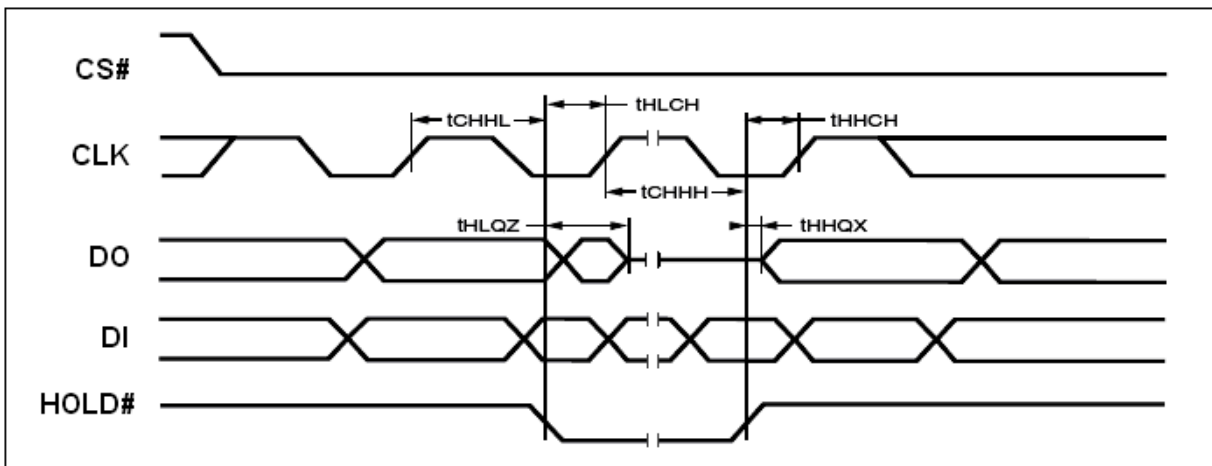 CS#
tHLCH
tCHHL
tHHCH
CLK
tCHHH
tHLQZ
tHHQX
DO
DI
HOLD#